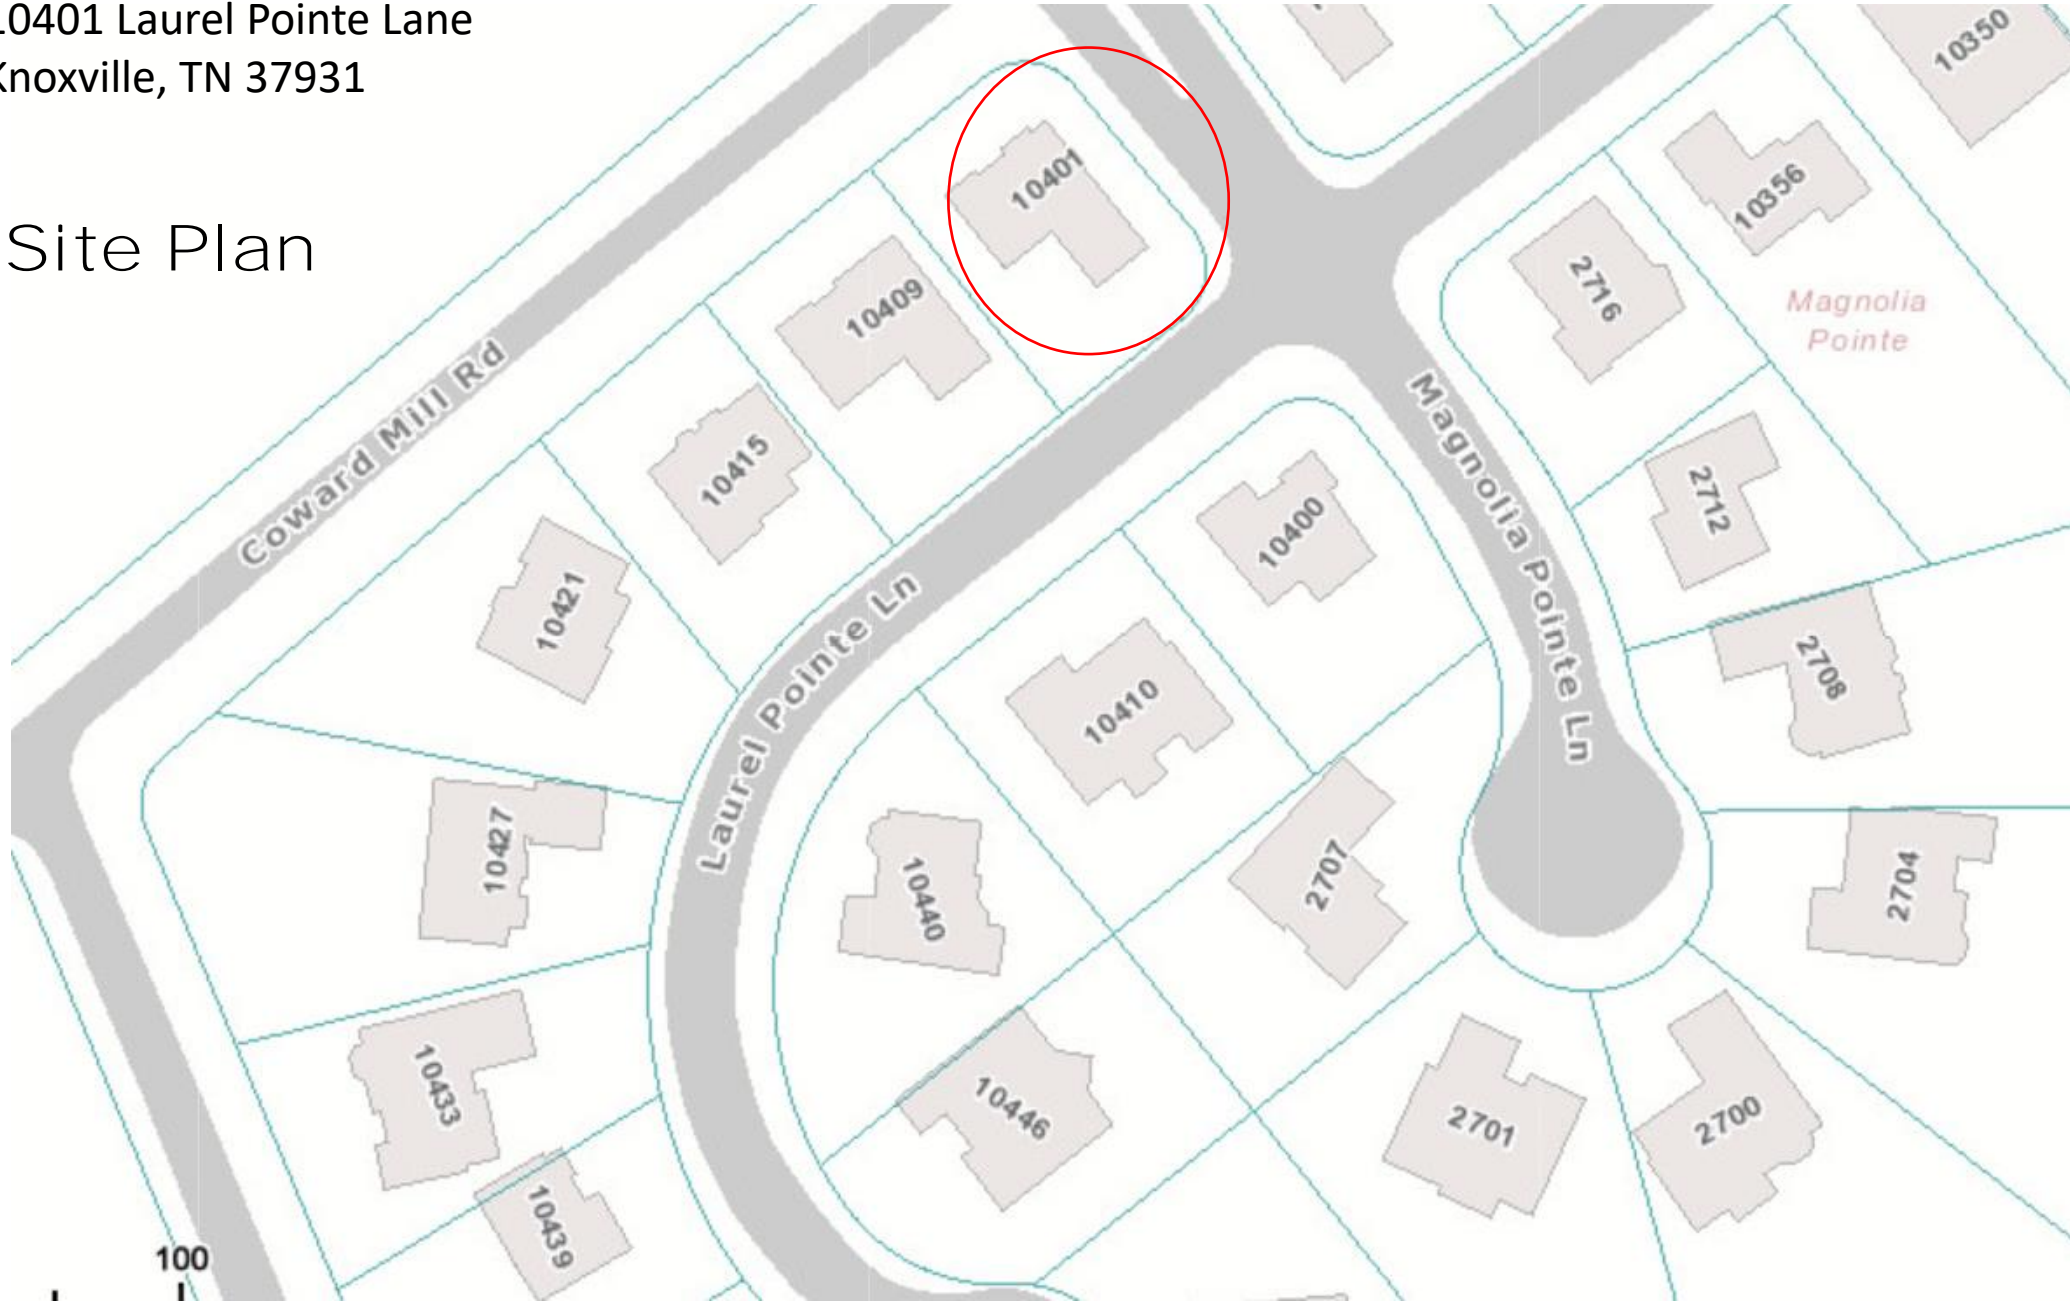 10401 Laurel Pointe Lane
Knoxville, TN 37931
Site Plan
10350
10401
10356
2716
Magnolia
Pointe
10409
Coward Mill Rd
10415
Magnolia Pointe Ln
10400
2712
10421
Laurel Pointe Ln
10410
2708
10427
10440
2707
2704
10433
10446
2701
2700
10439
100